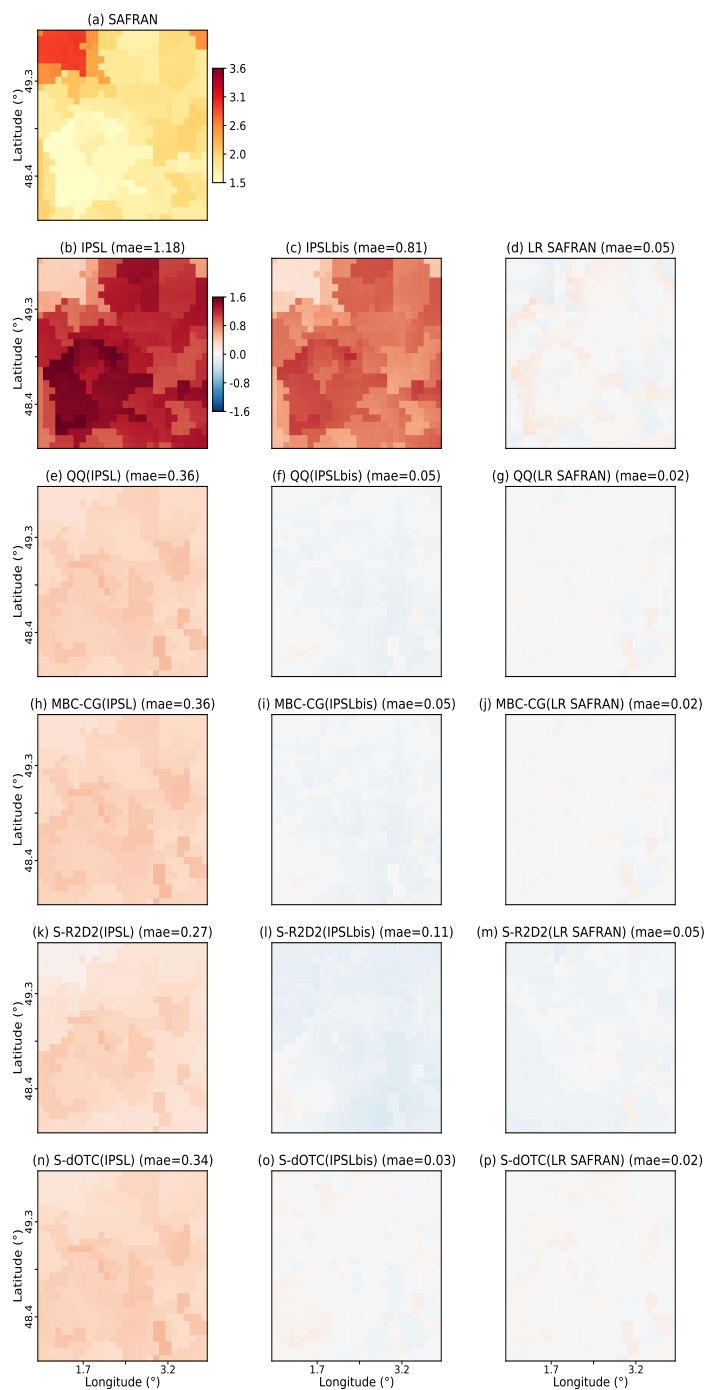 (a) SAFRAN
Latitude (°)
49.3
48.4
3.6
3.1
2.6
2.0
1.5
(b) IPSL (mae=1.18)
(c) IPSLbis (mae=0.81)
(d) LR SAFRAN (mae=0.05)
Latitude (°)
49.3
48.4
1.6
0.8
0.0
-0.8
-1.6
(e) QQ(IPSL) (mae=0.36)
(f) QQ(IPSLbis) (mae=0.05)
(g) QQ(LR SAFRAN) (mae=0.02)
Latitude (°)
49.3
48.4
(h) MBC-CG(IPSL) (mae=0.36)
(i) MBC-CG(IPSLbis) (mae=0.05)
(j) MBC-CG(LR SAFRAN) (mae=0.02)
Latitude (°)
49.3
48.4
(k) S-R2D2(IPSL) (mae=0.27)
(l) S-R2D2(IPSLbis) (mae=0.11)
(m) S-R2D2(LR SAFRAN) (mae=0.05)
Latitude (°)
49.3
48.4
(n) S-dOTC(IPSL) (mae=0.34)
(o) S-dOTC(IPSLbis) (mae=0.03)
(p) S-dOTC(LR SAFRAN) (mae=0.02)
Latitude (°)
49.3
48.4
1.7
3.2
Longitude (°)
1.7
3.2
Longitude (°)
1.7
3.2
Longitude (°)